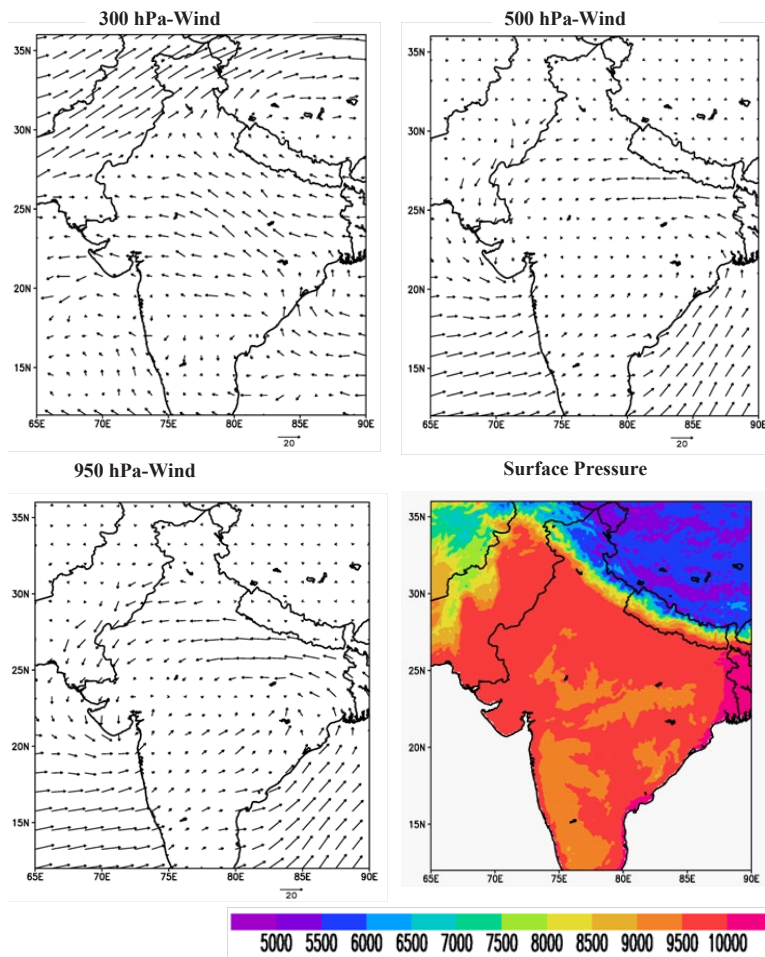 300 hPa-Wind
500 hPa-Wind
35N
30N
25N
20N
15N
65E 70E 75E 80E 85E 90E
20
35N
30N
25N
20N
15N
65E 70E 75E 80E 85E 90E
20
950 hPa-Wind
Surface Pressure
35N
30N
25N
20N
15N
65E 70E 75E 80E 85E 90E
20
35N
30N
25N
20N
15N
65E 70E 75E 80E 85E 90E
5000 5500 6000 6500 7000 7500 8000 8500 9000 9500 10000